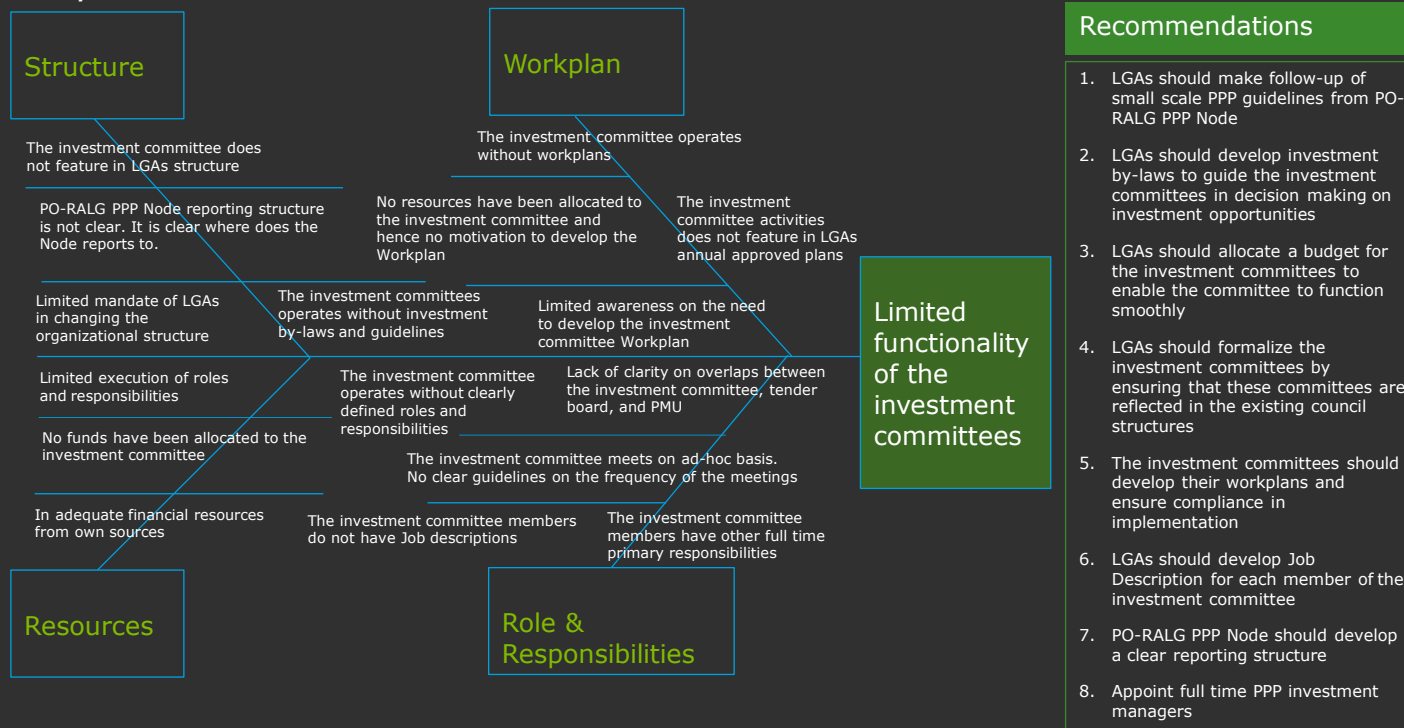 Structure
Workplan
The investment committee does
not feature in LGAs structure
PO-RALG PPP Node reporting structure
is not clear. It is clear where does the
Node reports to.
Limited mandate of LGAs
in changing the
organizational structure
The investment committees
operates without investment
by-laws and guidelines
The investment committee operates
without workplans
No resources have been allocated to
the investment committee and
hence no motivation to develop the
Workplan
The investment
committee activities
does not feature in LGAs
annual approved plans
Limited awareness on the need
to develop the investment
committee Workplan
Limited
functionality
of the
investment
committees
Limited execution of roles
and responsibilities
No funds have been allocated to the
investment committee
In adequate financial resources
from own sources
The investment committee
operates without clearly
defined roles and
responsibilities
Lack of clarity on overlaps between
the investment committee, tender
board, and PMU
The investment committee meets on ad-hoc basis.
No clear guidelines on the frequency of the meetings
The investment committee members
do not have Job descriptions
The investment committee
members have other full time
primary responsibilities
Resources
Role &
Responsibilities
Recommendations
1. LGAs should make follow-up of
small scale PPP guidelines from PO-
RALG PPP Node
2. LGAs should develop investment
by-laws to guide the investment
committees in decision making on
investment opportunities
3. LGAs should allocate a budget for
the investment committees to
enable the committee to function
smoothly
4. LGAs should formalize the
investment committees by
ensuring that these committees are
reflected in the existing council
structures
5. The investment committees should
develop their workplans and
ensure compliance in
implementation
6. LGAs should develop Job
Description for each member of the
investment committee
7. PO-RALG PPP Node should develop
a clear reporting structure
8. Appoint full time PPP investment
managers